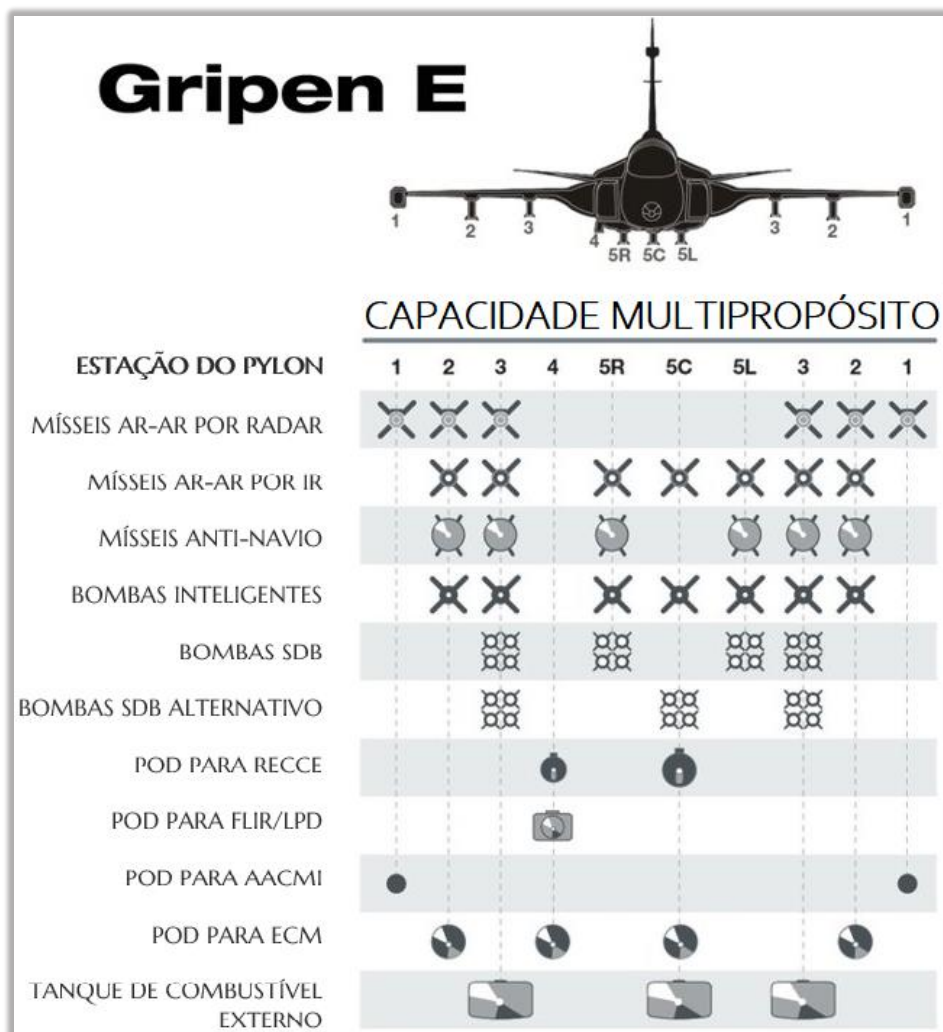 Gripen E
1
2
3
4
5R
5C
5L
3
2
1
CAPACIDADE MULTIPROPÓSITO
ESTAÇÃO DO PYLON 1 2 3 4 5R 5C 5L 3 2 1
MÍSSEIS AR-AR POR RADAR
MÍSSEIS AR-AR POR IR
MÍSSEIS ANTI-NAVIO
BOMBAS INTELIGENTES
BOMBAS SDB
BOMBAS SDB ALTERNATIVO
POD PARA RECCE
POD PARA FLIR/LPD
POD PARA AACMI
POD PARA ECM
TANQUE DE COMBUSTÍVEL
EXTERNO